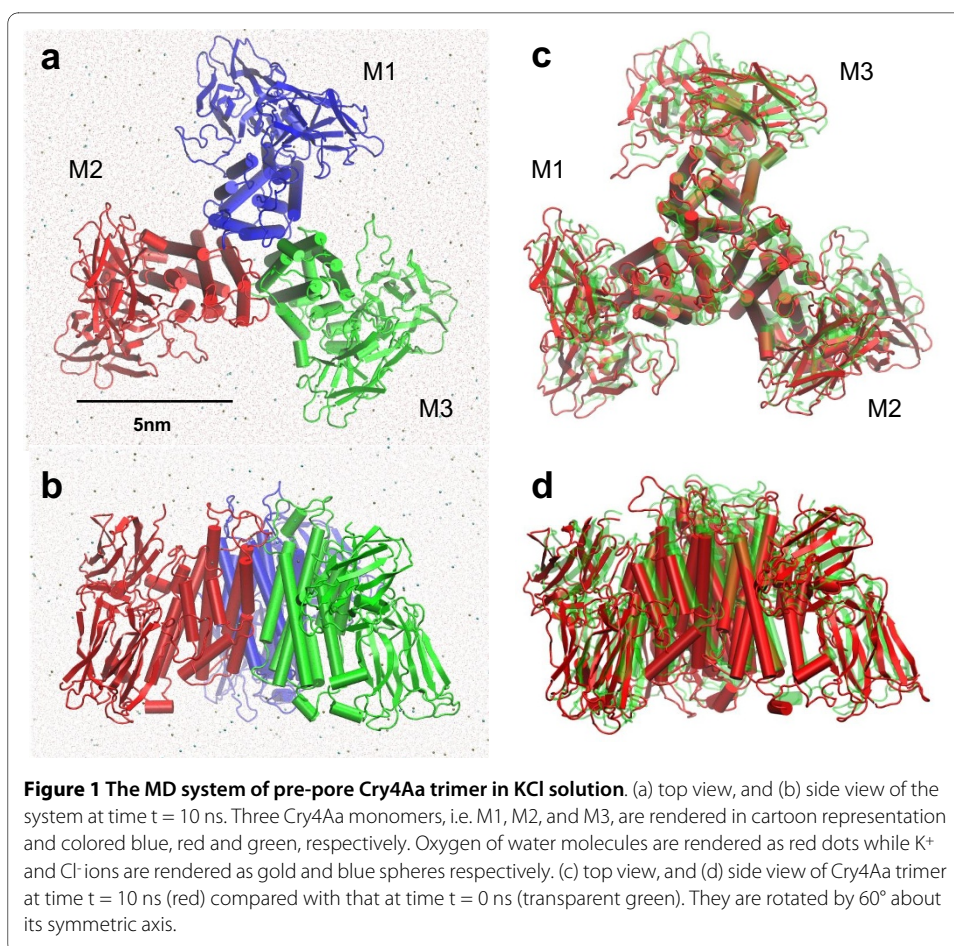 a
M1
M2
M3
5nm
b
c
M3
M1
M2
d
Figure 1 The MD system of pre-pore Cry4Aa trimer in KCl solution. (a) top view, and (b) side view of the
system at time t = 10 ns. Three Cry4Aa monomers, i.e. M1, M2, and M3, are rendered in cartoon representation
and colored blue, red and green, respectively. Oxygen of water molecules are rendered as red dots while K⁺
and Cl⁻ ions are rendered as gold and blue spheres respectively. (c) top view, and (d) side view of Cry4Aa trimer
at time t = 10 ns (red) compared with that at time t = 0 ns (transparent green). They are rotated by 60° about
its symmetric axis.